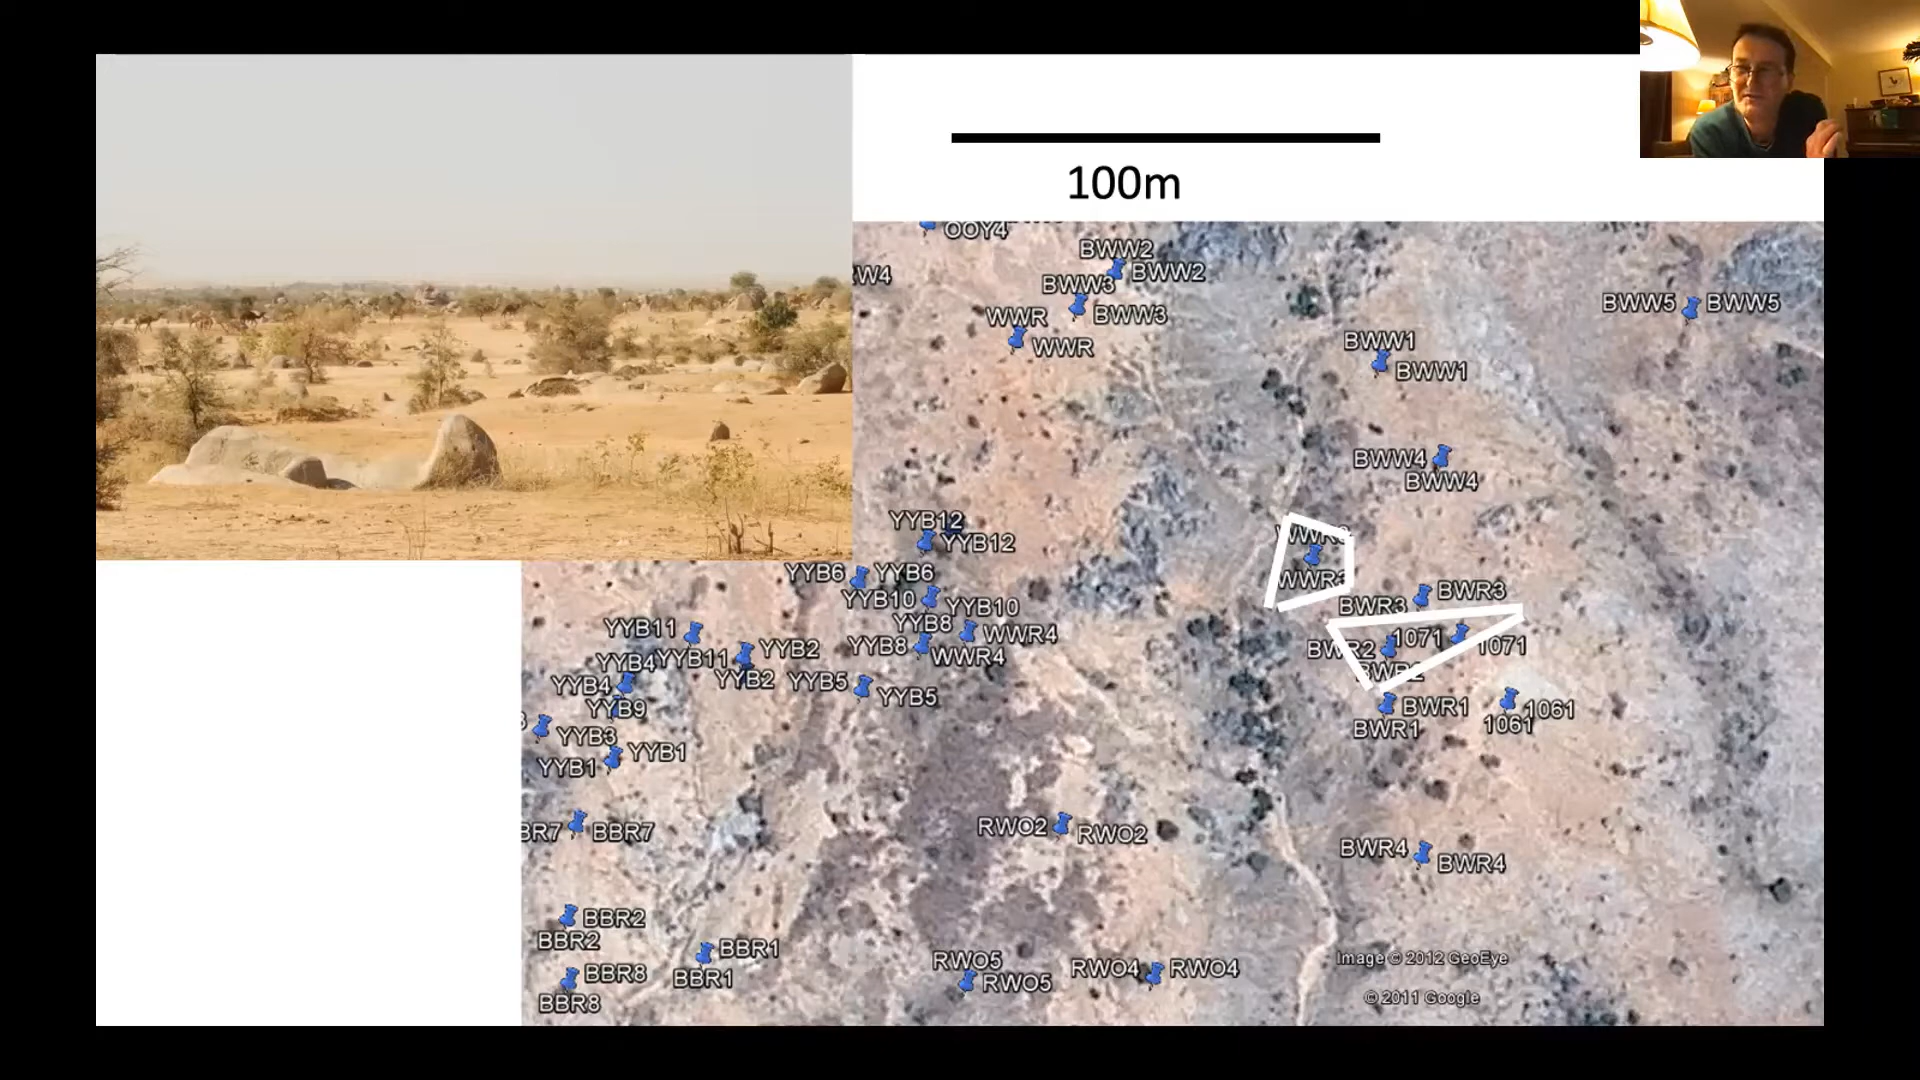 100m
OOY4
BWW2
BWW2
W4
BWW3
BWW3
WWR
WWR
BWW5
BWW5
BWW1
BWW1
BWW4
BWW4
YYB12
YYB12
WWR3
YYB6
YYB6
YYB10
YYB10
BWR3
BWR3
YYB8
YYB8
WWR4
WWR4
YYB11
YYB11
YYB2
YYB2
1071
1071
BWR2
BWR2
YYB4
YYB4
YYB5
YYB5
YYB9
BWR1
BWR1
1061
1061
YYB3
YYB1
YYB1
BR7
BBR7
RWO2
RWO2
BWR4
BWR4
BBR2
BBR2
BBR1
BBR1
RWO5
RWO5
RWO4
RWO4
BBR8
BBR8
Image © 2012 GeoEye
© 2011 Google